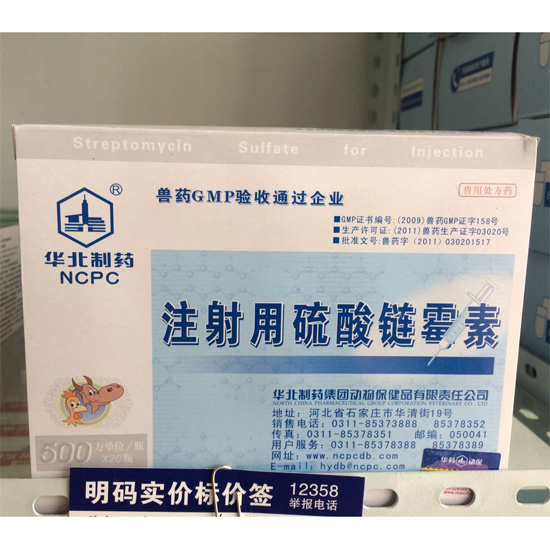 Streptomycin Sulfate for Injection
®
兽药GMP验收通过企业
兽用处方药
■GMP证书编号:(2009)兽药GMP证字158号
■生产许可证:(2011)兽药生产证字03020号
■批准文号:兽药字(2011)030201517
华北制药
NCPC
注射用硫酸链霉素
华北制药集团动物保健品有限责任公司
NORTH CHINA PHARMACEUTICAL GROUP CORPORATION VETERINARY CO.,LTD
地址:河北省石家庄市华清街19号
销售电话:0311-85373888 85378352
传真:0311-85378351 邮编:050041
用户服务:0311-85378388 85378389
网址:www.ncpcdb.com
E-mail:hydb@ncpc.com
500万单位/瓶
x20瓶
华药动保
明码实价标价签
12358
举报电话